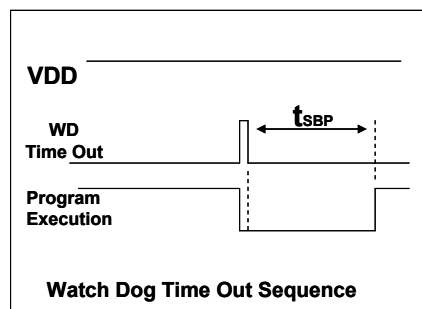 VDD
tSBP
WD
Time Out
Program
Execution
Watch Dog Time Out Sequence